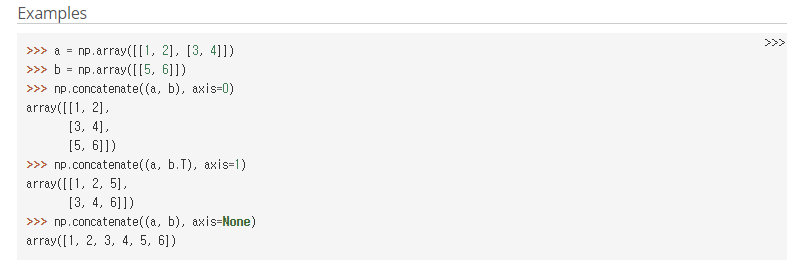 Examples
>>>
>>> a = np.array([[1, 2], [3, 4]])
>>> b = np.array([[5, 6]])
>>> np.concatenate((a, b), axis=0)
array([[1, 2],
       [3, 4],
       [5, 6]])
>>> np.concatenate((a, b.T), axis=1)
array([[1, 2, 5],
       [3, 4, 6]])
>>> np.concatenate((a, b), axis=None)
array([1, 2, 3, 4, 5, 6])